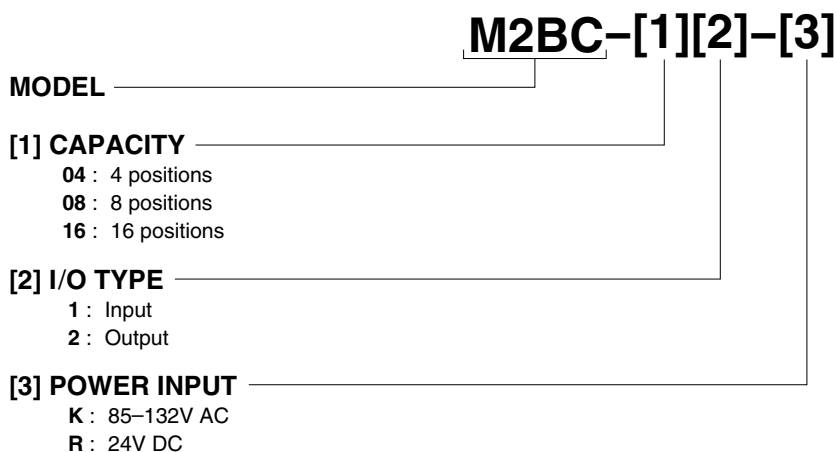 M2BC–[1][2]–[3]
MODEL
[1] CAPACITY
04 : 4 positions
08 : 8 positions
16 : 16 positions
[2] I/O TYPE
1 : Input
2 : Output
[3] POWER INPUT
K : 85–132V AC
R : 24V DC